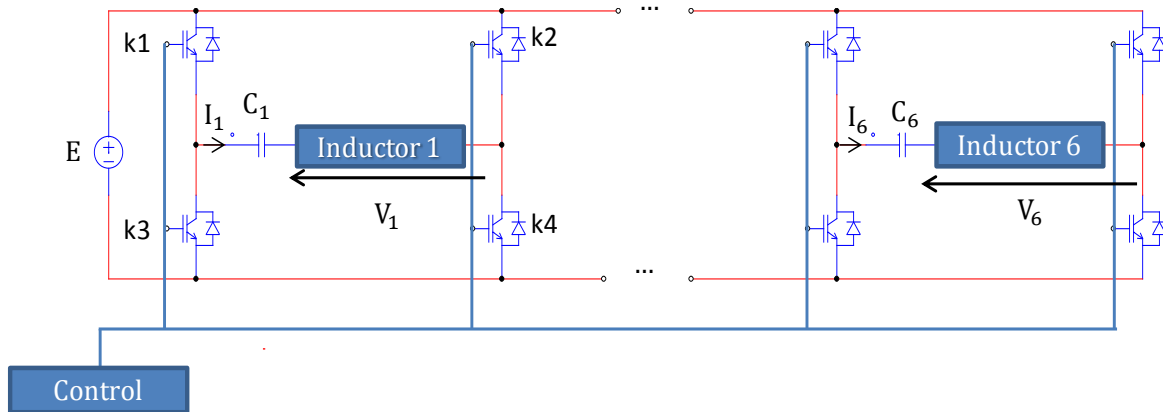 ...
k1
k2
I1
C1
I6
C6
E
Inductor 1
Inductor 6
V1
V6
k3
k4
...
Control